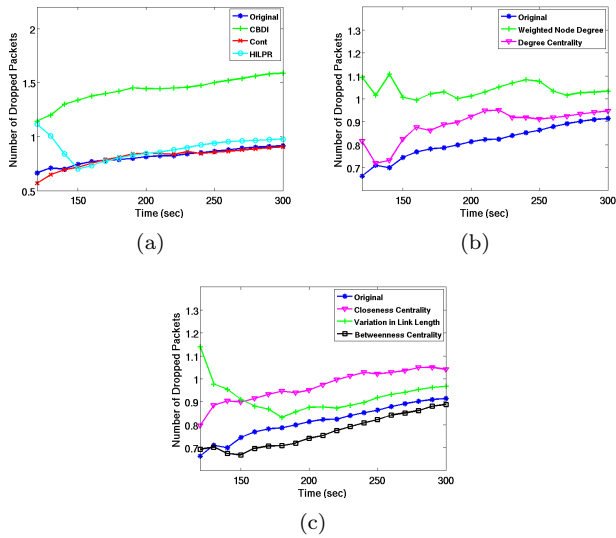 Original
CBDI
Cont
HILPR
Number of Dropped Packets
2
1.5
1
0.5
150
200
250
300
Time (sec)
(a)
Original
Weighted Node Degree
Degree Centrality
Number of Dropped Packets
1.3
1.2
1.1
1
0.9
0.8
0.7
150
200
250
300
Time (sec)
(b)
Original
Closeness Centrality
Variation in Link Length
Betweenness Centrality
Number of Dropped Packets
1.3
1.2
1.1
1
0.9
0.8
0.7
150
200
250
300
Time (sec)
(c)